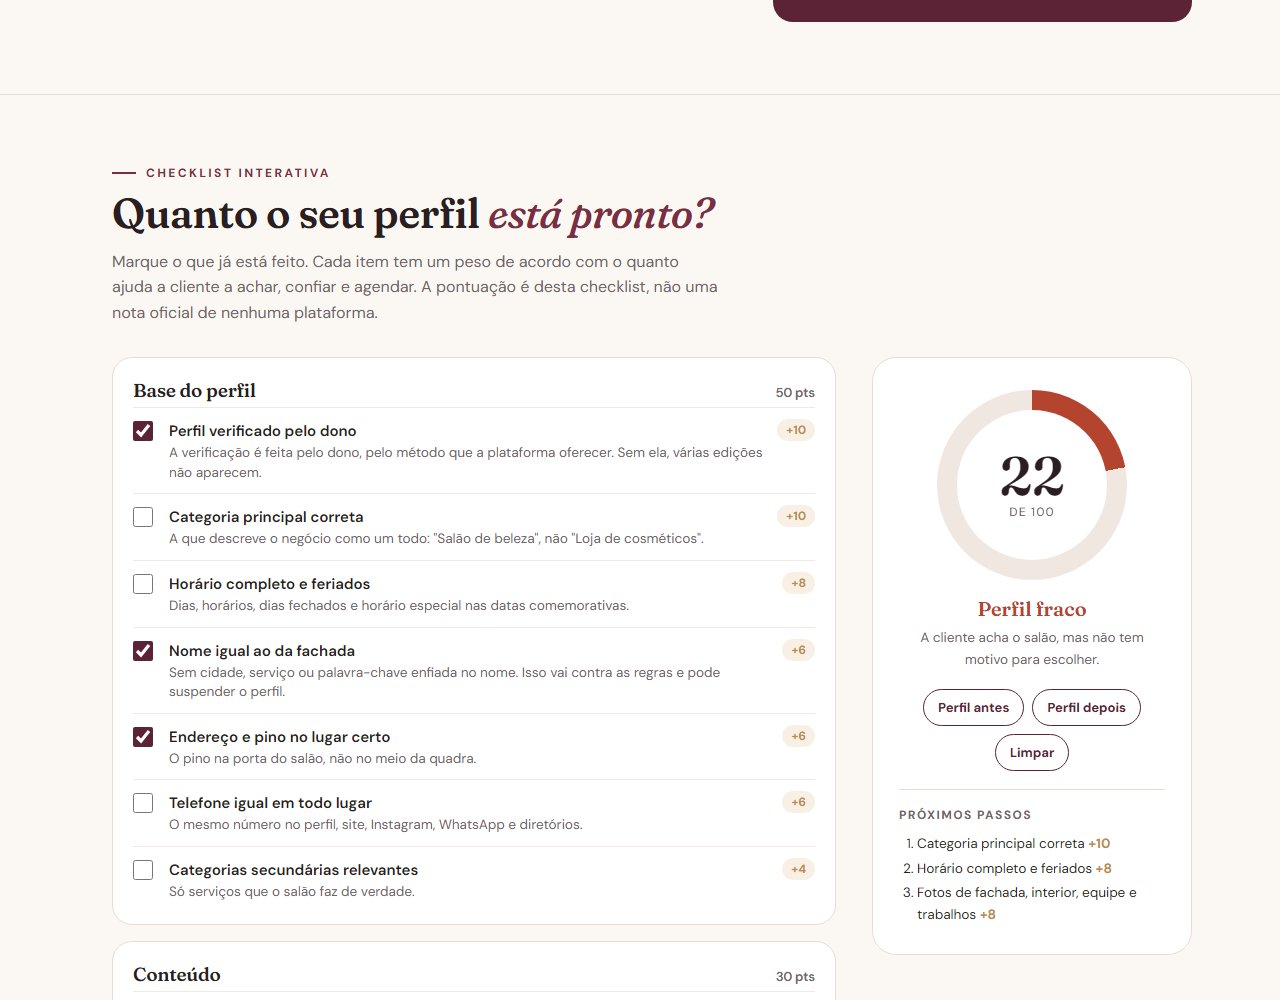 CHECKLIST INTERATIVA
Quanto o seu perfil está pronto?
Marque o que já está feito. Cada item tem um peso de acordo com o quanto
ajuda a cliente a achar, confiar e agendar. A pontuação é desta checklist, não uma
nota oficial de nenhuma plataforma.
Base do perfil 50 pts
Perfil verificado pelo dono +10
A verificação é feita pelo dono, pelo método que a plataforma oferecer. Sem ela, várias edições
não aparecem.
Categoria principal correta +10
A que descreve o negócio como um todo: "Salão de beleza", não "Loja de cosméticos".
Horário completo e feriados +8
Dias, horários, dias fechados e horário especial nas datas comemorativas.
Nome igual ao da fachada +6
Sem cidade, serviço ou palavra-chave enfiada no nome. Isso vai contra as regras e pode
suspender o perfil.
Endereço e pino no lugar certo +6
O pino na porta do salão, não no meio da quadra.
Telefone igual em todo lugar +6
O mesmo número no perfil, site, Instagram, WhatsApp e diretórios.
Categorias secundárias relevantes +4
Só serviços que o salão faz de verdade.
Conteúdo 30 pts
22
DE 100
Perfil fraco
A cliente acha o salão, mas não tem
motivo para escolher.
Perfil antes Perfil depois
Limpar
PRÓXIMOS PASSOS
1. Categoria principal correta +10
2. Horário completo e feriados +8
3. Fotos de fachada, interior, equipe e
trabalhos +8